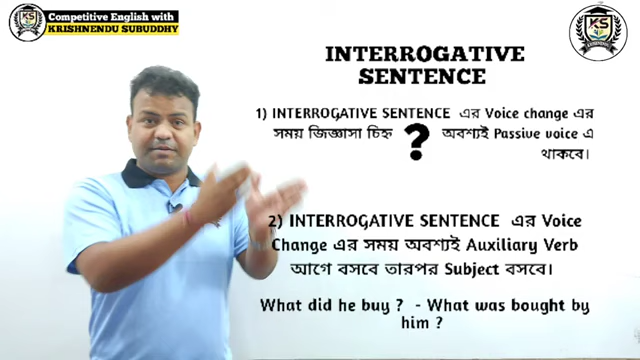 Competitive English with
KRISHNENDU SUBUDDHY
KS
KS
INTERROGATIVE
SENTENCE
1) INTERROGATIVE SENTENCE এর Voice change এর
সময় জিজ্ঞাসা চিহ্ন ? অবশ্যই Passive voice এ
থাকবে।
2) INTERROGATIVE SENTENCE এর Voice
Change এর সময় অবশ্যই Auxiliary Verb
আগে বসবে তারপর Subject বসবে।
What did he buy ? - What was bought by
him ?